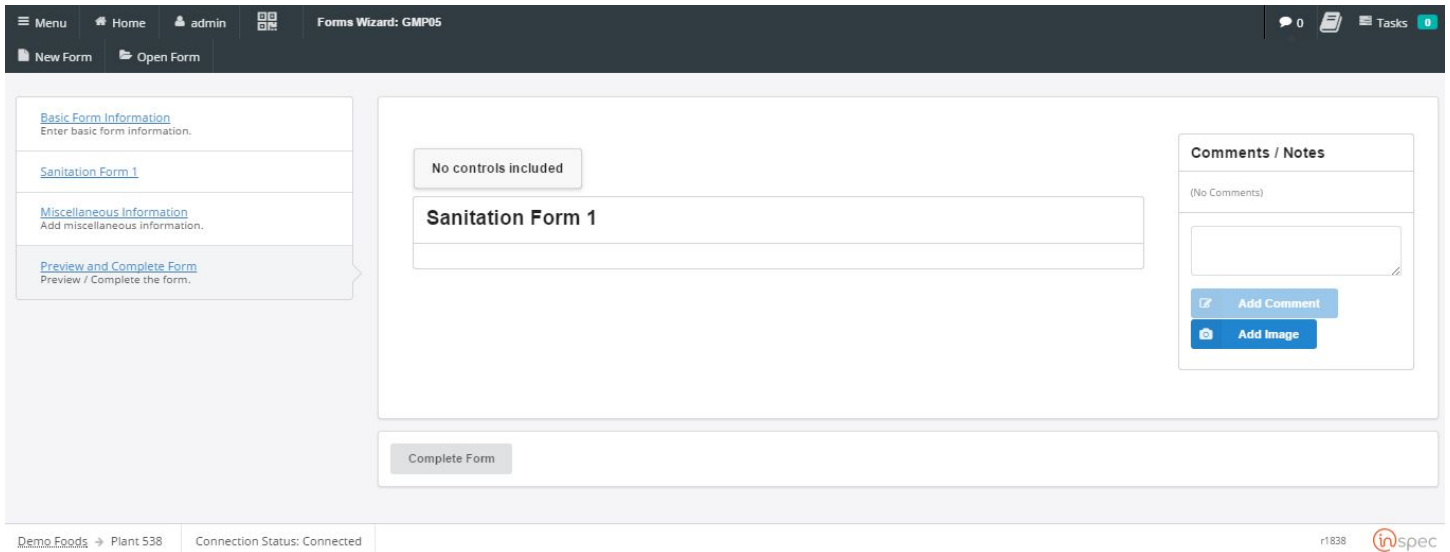 Menu Home admin Forms Wizard: GMP05 0 Tasks 0
New Form Open Form
Basic Form Information
Enter basic form information.
Sanitation Form 1
Miscellaneous Information
Add miscellaneous information.
Preview and Complete Form
Preview / Complete the form.
No controls included
Sanitation Form 1
Comments / Notes
(No Comments)
Add Comment
Add Image
Complete Form
Demo Foods → Plant 538 Connection Status: Connected r1838 inspec